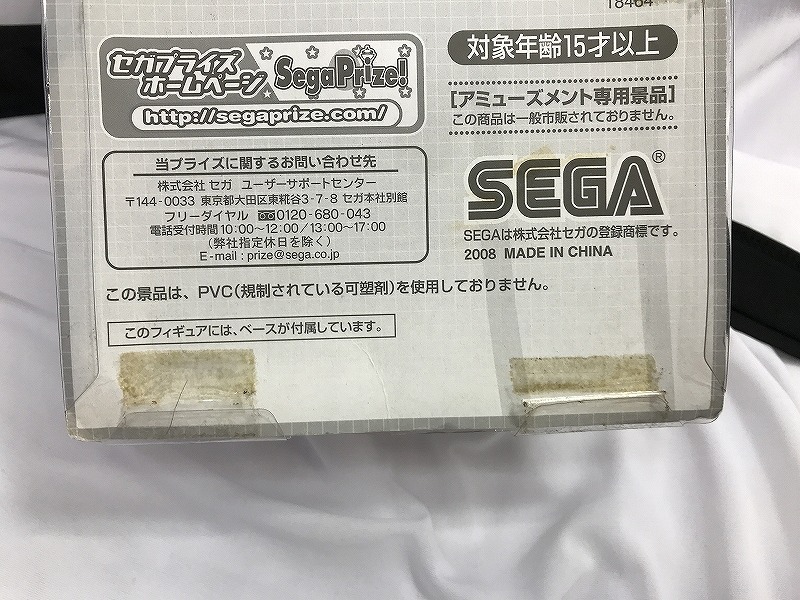 18464
セガプライズ
ホームページ
SegaPrize!
http://segaprize.com/
対象年齢15才以上
[アミューズメント専用景品]
この商品は一般市販されておりません。
当プライズに関するお問い合わせ先
株式会社 セガ ユーザーサポートセンター
〒144-0033 東京都大田区東糀谷3-7-8 セガ本社別館
フリーダイヤル 0120-680-043
電話受付時間 10:00～12:00／13:00～17:00
(弊社指定休日を除く)
E-mail : prize@sega.co.jp
SEGA®
SEGAは株式会社セガの登録商標です。
2008 MADE IN CHINA
この景品は、PVC(規制されている可塑剤)を使用しておりません。
このフィギュアには、ベースが付属しています。